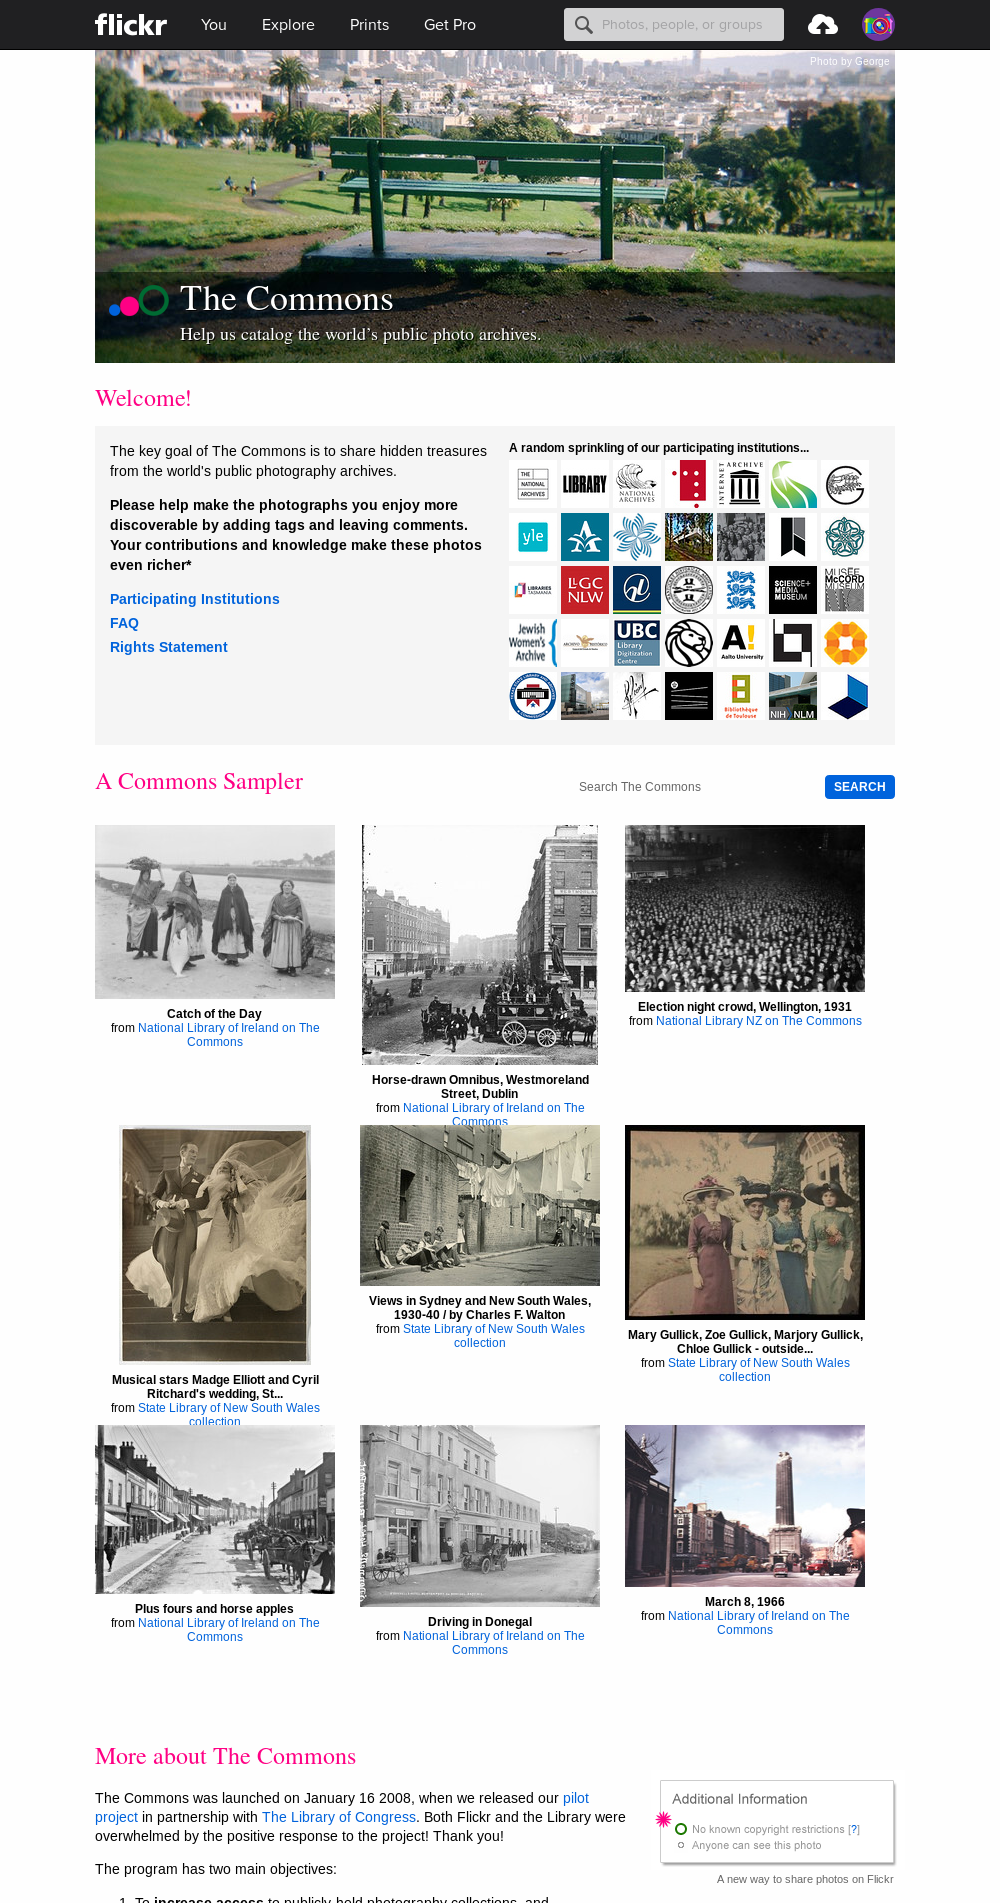 flickr You Explore Prints Get Pro Photos, people, or groups
Photo by George
The Commons
Help us catalog the world's public photo archives.
Welcome!
The key goal of The Commons is to share hidden treasures
from the world's public photography archives.
Please help make the photographs you enjoy more
discoverable by adding tags and leaving comments.
Your contributions and knowledge make these photos
even richer*
Participating Institutions
FAQ
Rights Statement
A random sprinkling of our participating institutions...
THE NATIONAL ARCHIVES
LIBRARY
NATIONAL ARCHIVES
INTERNET ARCHIVE
yle
LIBRARIES TASMANIA
LLGC NLW
SCIENCE+ MEDIA MUSEUM
MUSÉE McCORD MUSEUM
Jewish Women's Archive
UBC Library Digitization Centre
A! Aalto University
Bibliothèque de Toulouse
NIH NLM
A Commons Sampler
Search The Commons SEARCH
Catch of the Day
from National Library of Ireland on The
Commons
Horse-drawn Omnibus, Westmoreland
Street, Dublin
from National Library of Ireland on The
Commons
Election night crowd, Wellington, 1931
from National Library NZ on The Commons
Musical stars Madge Elliott and Cyril
Ritchard's wedding, St...
from State Library of New South Wales
collection
Views in Sydney and New South Wales,
1930-40 / by Charles F. Walton
from State Library of New South Wales
collection
Mary Gullick, Zoe Gullick, Marjory Gullick,
Chloe Gullick - outside...
from State Library of New South Wales
collection
Plus fours and horse apples
from National Library of Ireland on The
Commons
Driving in Donegal
from National Library of Ireland on The
Commons
March 8, 1966
from National Library of Ireland on The
Commons
More about The Commons
The Commons was launched on January 16 2008, when we released our pilot
project in partnership with The Library of Congress. Both Flickr and the Library were
overwhelmed by the positive response to the project! Thank you!
The program has two main objectives:
1. To increase access to publicly-held photography collections, and
Additional Information
No known copyright restrictions [?]
Anyone can see this photo
A new way to share photos on Flickr